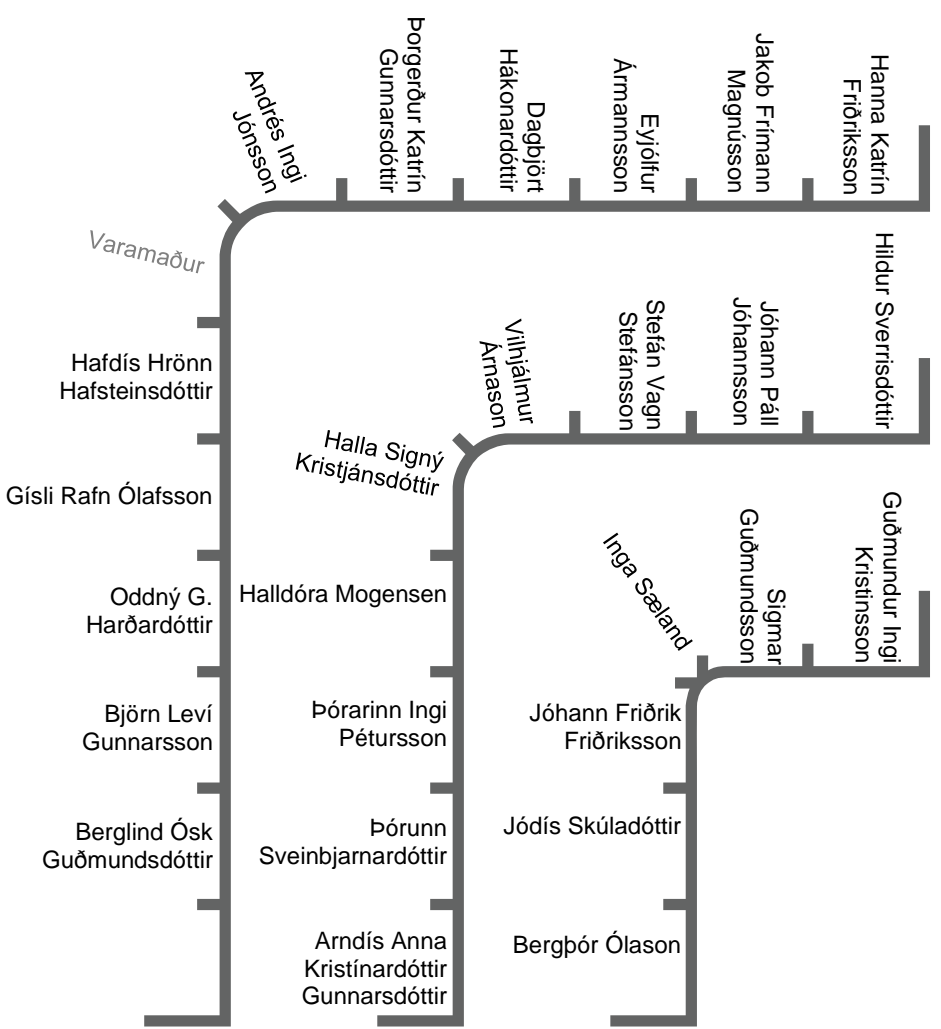 Andrés Ingi
Jónsson
Þorgerður Katrín
Gunnarsdóttir
Dagbjört
Hákonardóttir
Eyjólfur
Ármannsson
Jakob Frímann
Magnússon
Hanna Katrín
Friðriksson
Varamaður
Hafdís Hrönn
Hafsteinsdóttir
Gísli Rafn Ólafsson
Oddný G.
Harðardóttir
Björn Leví
Gunnarsson
Berglind Ósk
Guðmundsdóttir
Vilhjálmur
Árnason
Stefán Vagn
Stefánsson
Jóhann Páll
Jóhannsson
Hildur Sverrisdóttir
Halla Signý
Kristjánsdóttir
Halldóra Mogensen
Þórarinn Ingi
Pétursson
Þórunn
Sveinbjarnardóttir
Arndís Anna
Kristínardóttir
Gunnarsdóttir
Inga Sæland
Sigmar
Guðmundsson
Guðmundur Ingi
Kristinsson
Jóhann Friðrik
Friðriksson
Jódís Skúladóttir
Bergþór Ólason